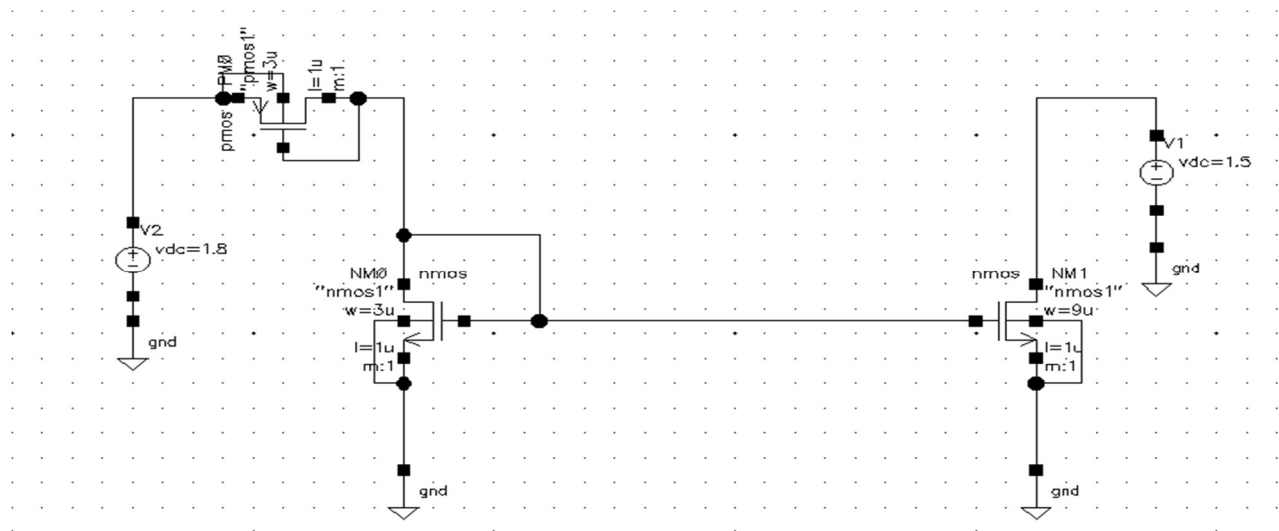 PM0
"pmos1"
w=3u
l=1u
m:1
pmos
V2
vdc=1.8
gnd
NM0
nmos
"nmos1"
w=3u
l=1u
m:1
gnd
nmos
NM1
"nmos1"
w=9u
l=1u
m:1
gnd
V1
vdc=1.5
gnd